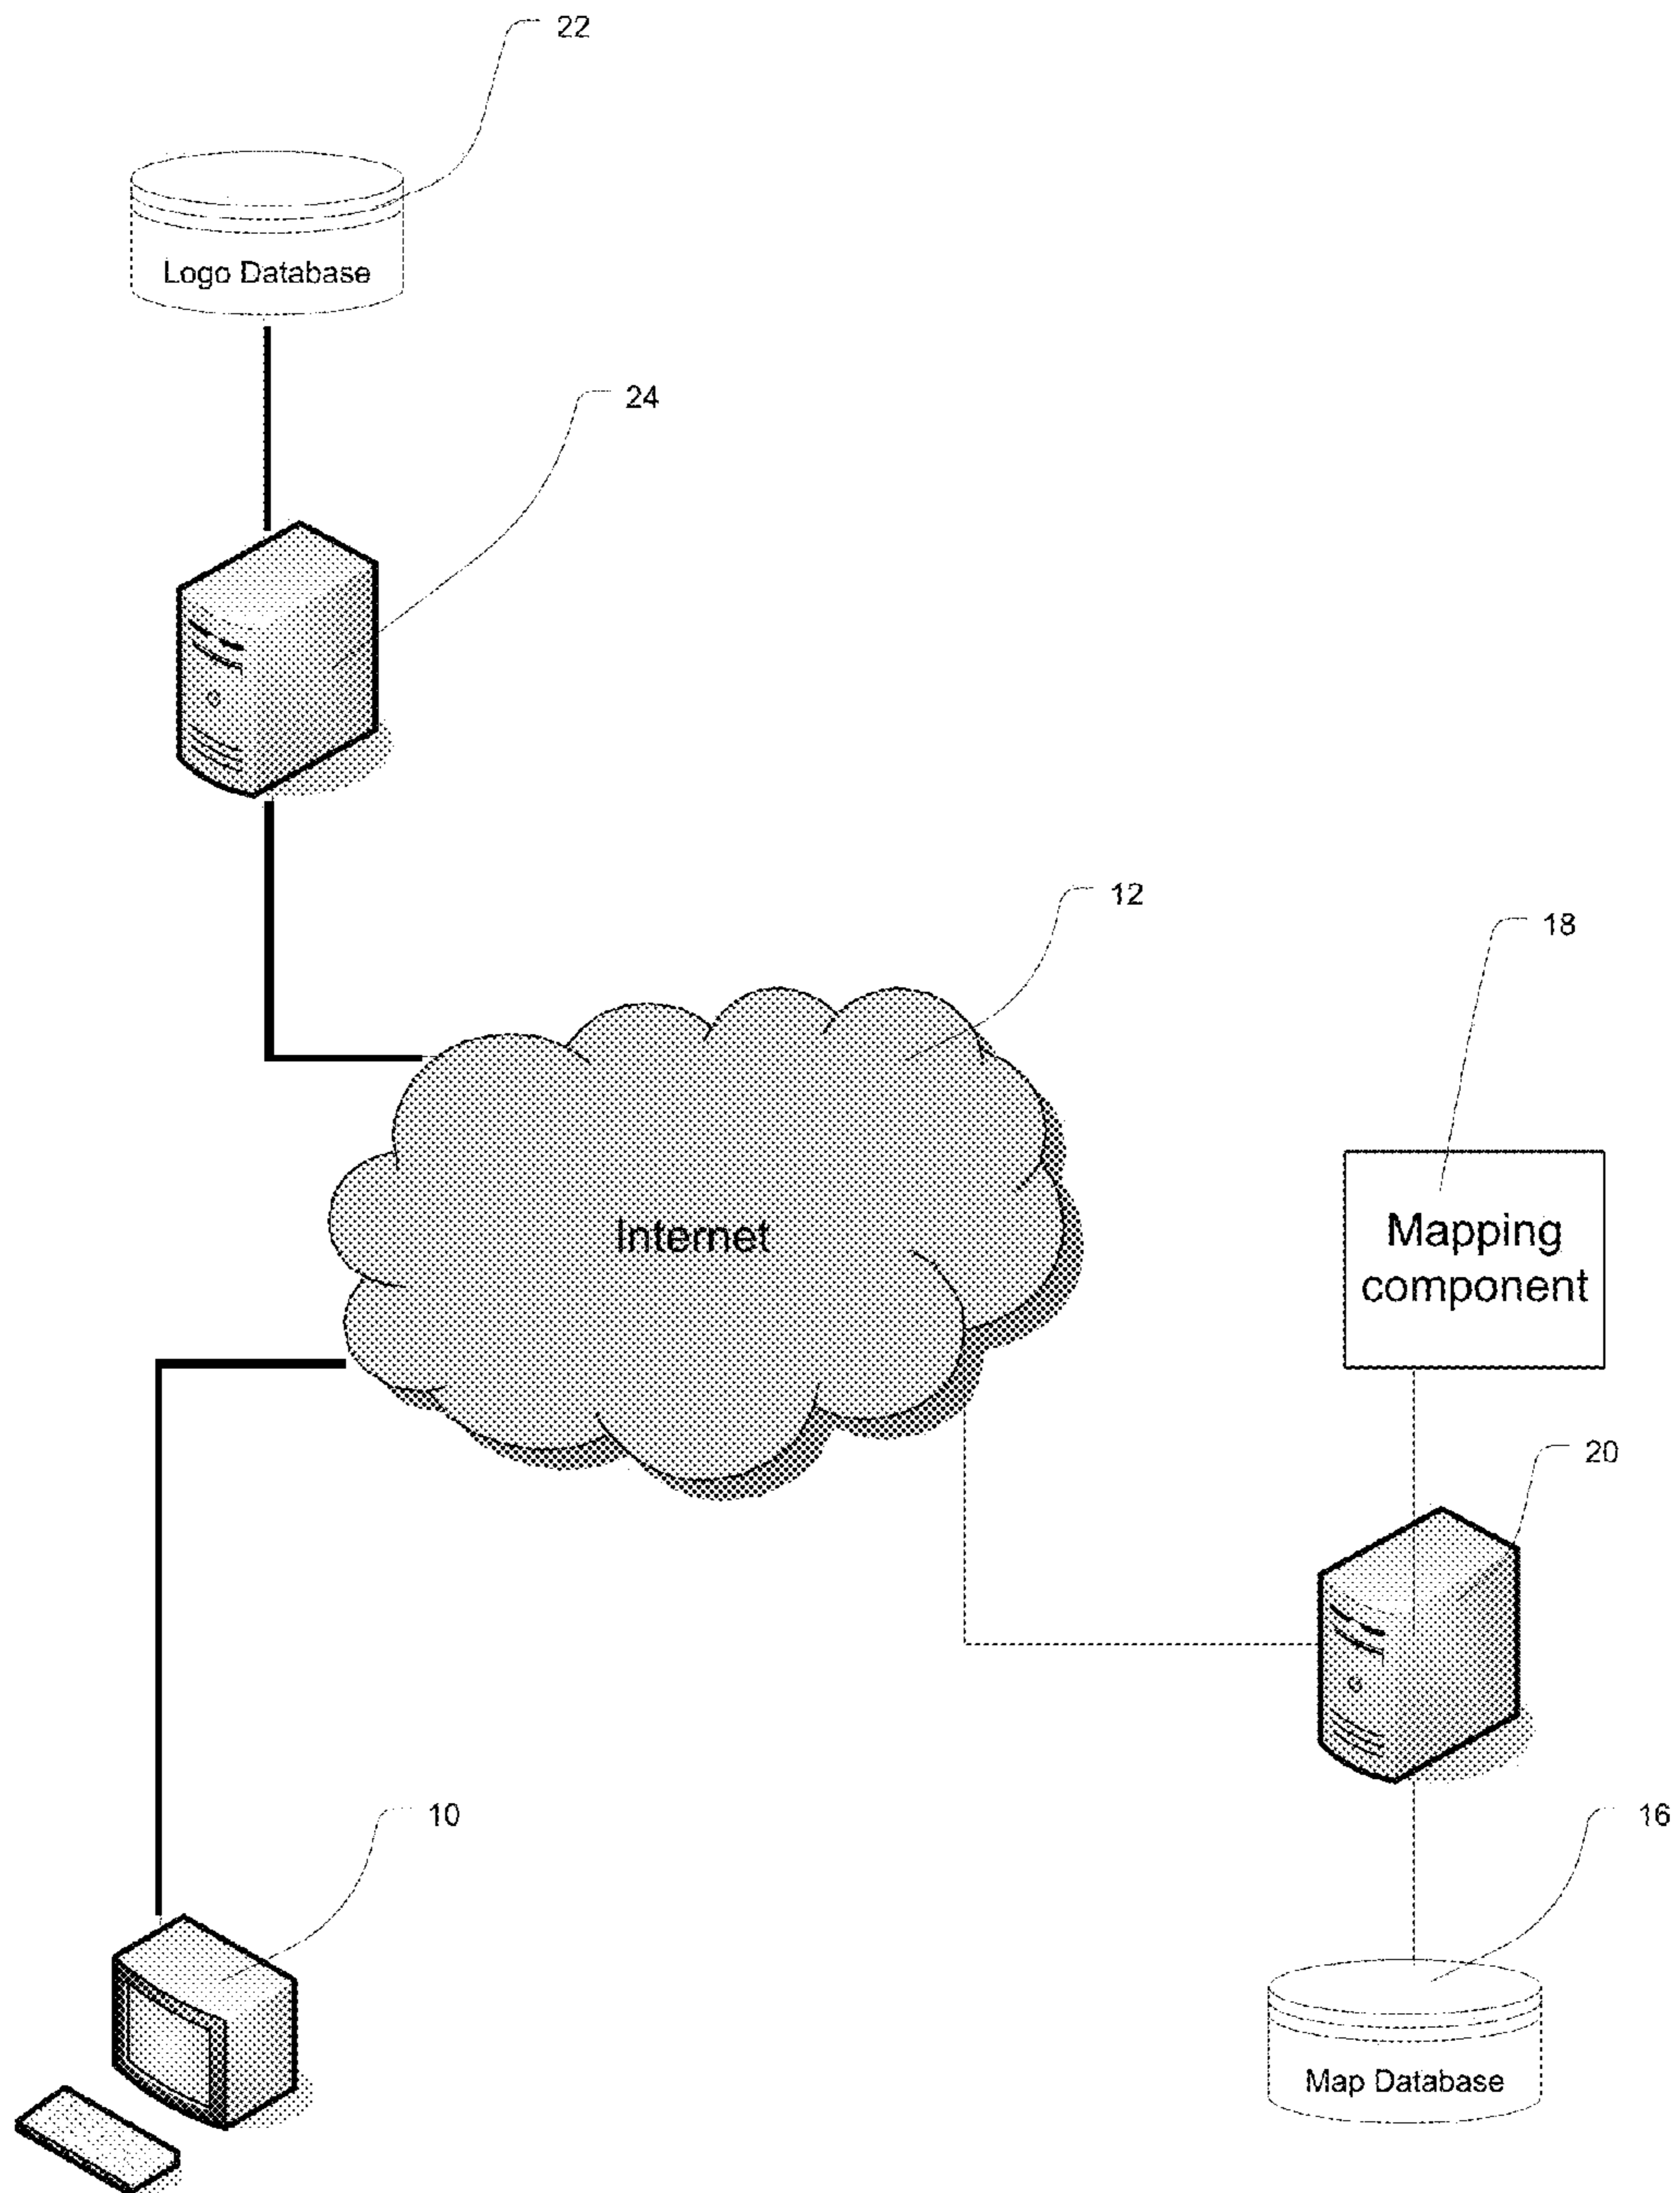 22
Logo Database
24
12
18
Internet
Mapping
component
20
10
16
Map Database